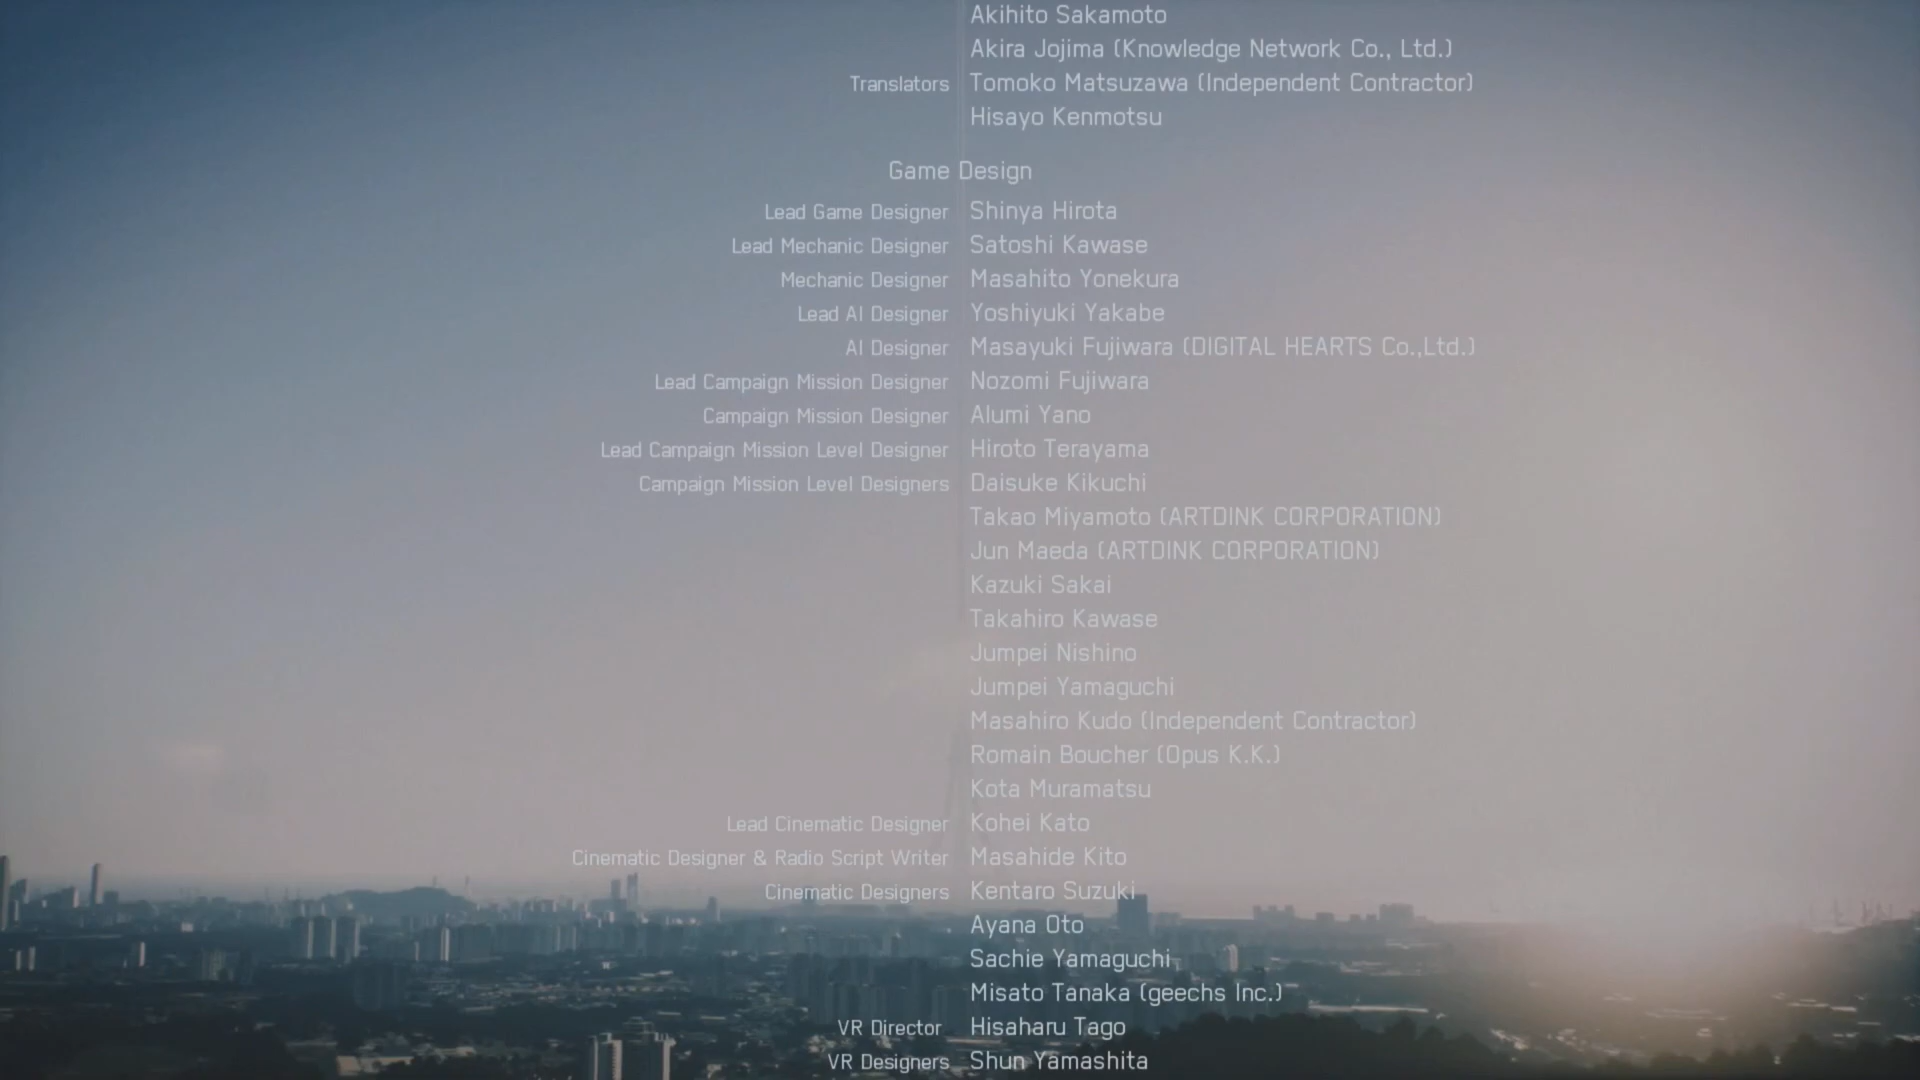 Akihito Sakamoto
Akira Jojima (Knowledge Network Co., Ltd.)
Translators Tomoko Matsuzawa (Independent Contractor)
Hisayo Kenmotsu
Game Design
Lead Game Designer Shinya Hirota
Lead Mechanic Designer Satoshi Kawase
Mechanic Designer Masahito Yonekura
Lead AI Designer Yoshiyuki Yakabe
AI Designer Masayuki Fujiwara (DIGITAL HEARTS Co.,Ltd.)
Lead Campaign Mission Designer Nozomi Fujiwara
Campaign Mission Designer Alumi Yano
Lead Campaign Mission Level Designer Hiroto Terayama
Campaign Mission Level Designers Daisuke Kikuchi
Takao Miyamoto (ARTDINK CORPORATION)
Jun Maeda (ARTDINK CORPORATION)
Kazuki Sakai
Takahiro Kawase
Jumpei Nishino
Jumpei Yamaguchi
Masahiro Kudo (Independent Contractor)
Romain Boucher (Opus K.K.)
Kota Muramatsu
Lead Cinematic Designer Kohei Kato
Cinematic Designer & Radio Script Writer Masahide Kito
Cinematic Designers Kentaro Suzuki
Ayana Oto
Sachie Yamaguchi
Misato Tanaka (geechs Inc.)
VR Director Hisaharu Tago
VR Designers Shun Yamashita